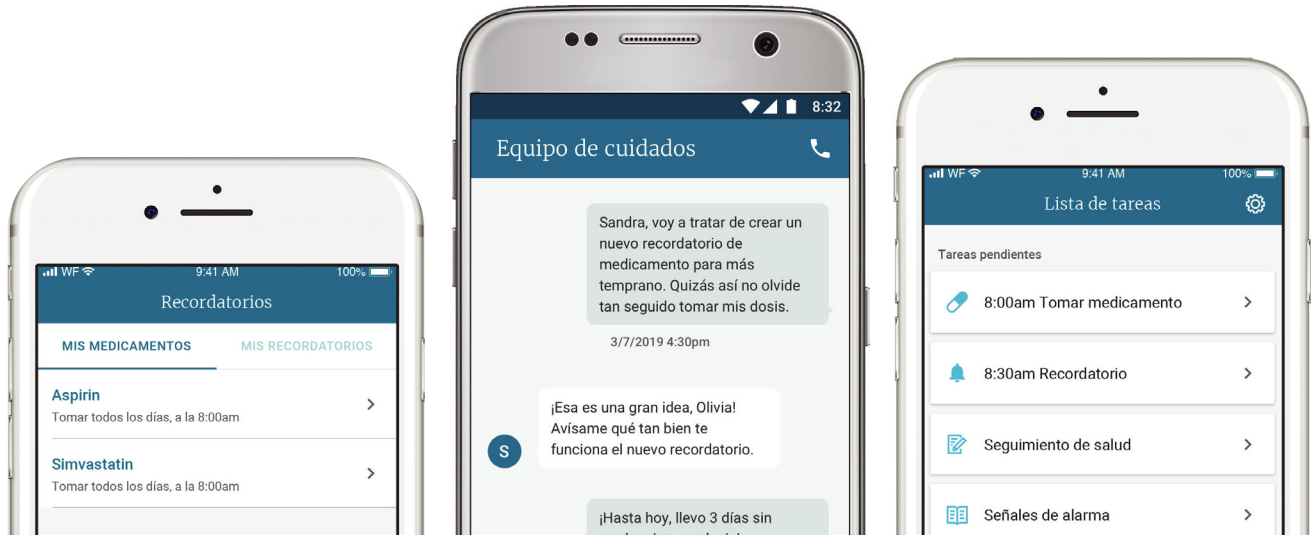 WF 9:41 AM 100%
Recordatorios
MIS MEDICAMENTOS MIS RECORDATORIOS
Aspirin
Tomar todos los días, a la 8:00am
Simvastatin
Tomar todos los días, a la 8:00am
8:32
Equipo de cuidados
Sandra, voy a tratar de crear un
nuevo recordatorio de
medicamento para más
temprano. Quizás así no olvide
tan seguido tomar mis dosis.
3/7/2019 4:30pm
¡Esa es una gran idea, Olivia!
Avísame qué tan bien te
funciona el nuevo recordatorio.
S
¡Hasta hoy, llevo 3 días sin
WF 9:41 AM 100%
Lista de tareas
Tareas pendientes
8:00am Tomar medicamento
8:30am Recordatorio
Seguimiento de salud
Señales de alarma